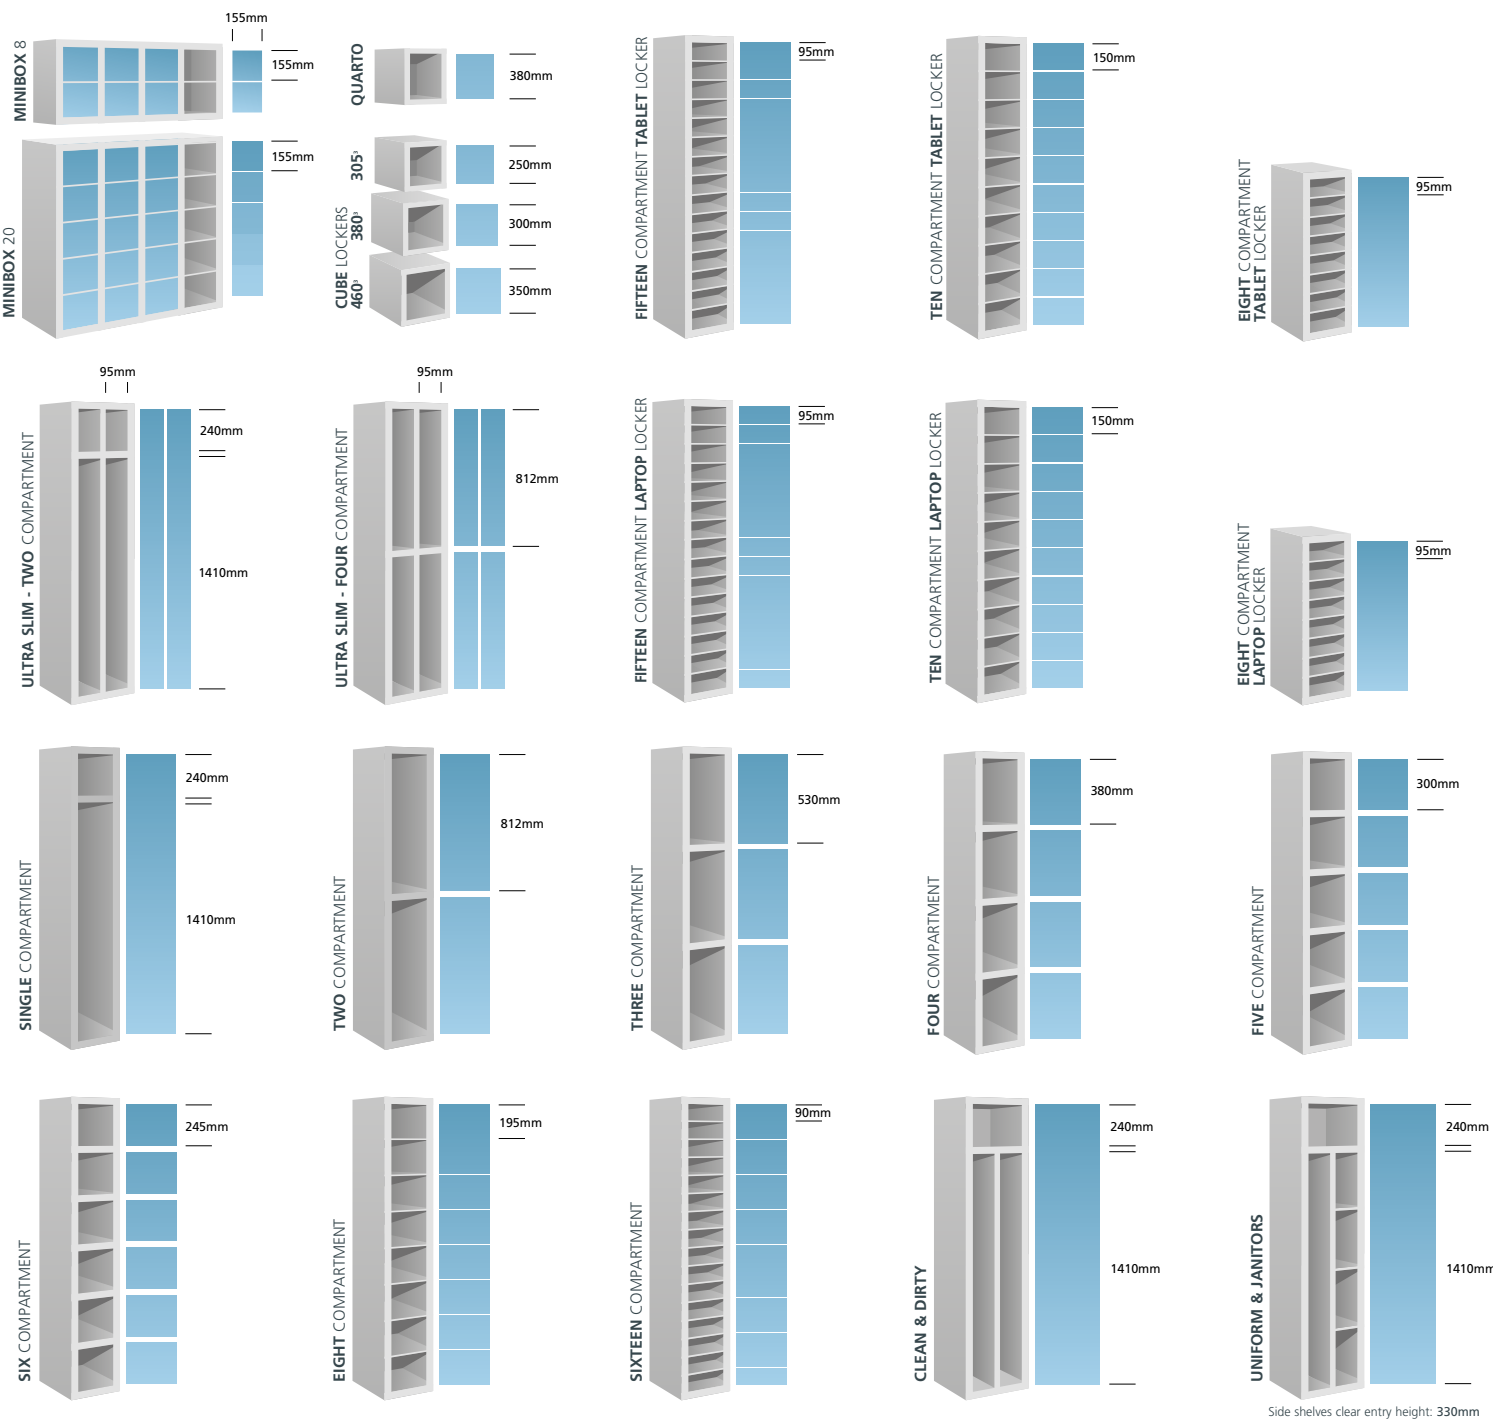 155mm
MINIBOX 8
155mm
MINIBOX 20
155mm
QUARTO
380mm
CUBE LOCKERS
305³
250mm
380³
300mm
460³
350mm
FIFTEEN COMPARTMENT TABLET LOCKER
95mm
TEN COMPARTMENT TABLET LOCKER
150mm
EIGHT COMPARTMENT
TABLET LOCKER
95mm
ULTRA SLIM - TWO COMPARTMENT
95mm
240mm
1410mm
ULTRA SLIM - FOUR COMPARTMENT
95mm
812mm
FIFTEEN COMPARTMENT LAPTOP LOCKER
95mm
TEN COMPARTMENT LAPTOP LOCKER
150mm
EIGHT COMPARTMENT
LAPTOP LOCKER
95mm
SINGLE COMPARTMENT
240mm
1410mm
TWO COMPARTMENT
812mm
THREE COMPARTMENT
530mm
FOUR COMPARTMENT
380mm
FIVE COMPARTMENT
300mm
SIX COMPARTMENT
245mm
EIGHT COMPARTMENT
195mm
SIXTEEN COMPARTMENT
90mm
CLEAN & DIRTY
240mm
1410mm
UNIFORM & JANITORS
240mm
1410mm
Side shelves clear entry height: 330mm